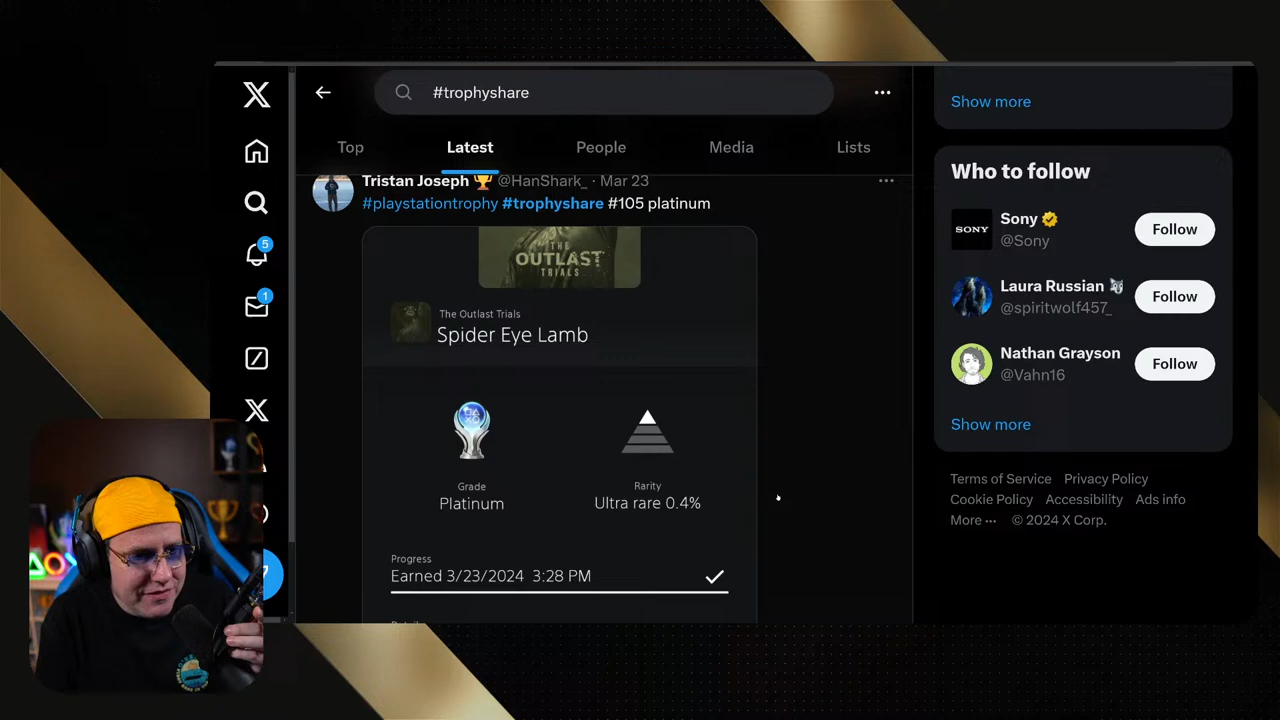 #trophyshare
Top
Latest
People
Media
Lists
Tristan Joseph 🏆 @HanShark_ · Mar 23
#playstationtrophy #trophyshare #105 platinum
THE
OUTLAST
TRIALS
The Outlast Trials
Spider Eye Lamb
Grade
Platinum
Rarity
Ultra rare 0.4%
Progress
Earned 3/23/2024 3:28 PM
Show more
Who to follow
SONY
Sony
@Sony
Follow
Laura Russian 🐺
@spiritwolf457_
Follow
Nathan Grayson
@Vahn16
Follow
Show more
Terms of Service Privacy Policy
Cookie Policy Accessibility Ads info
More ··· © 2024 X Corp.
5
1